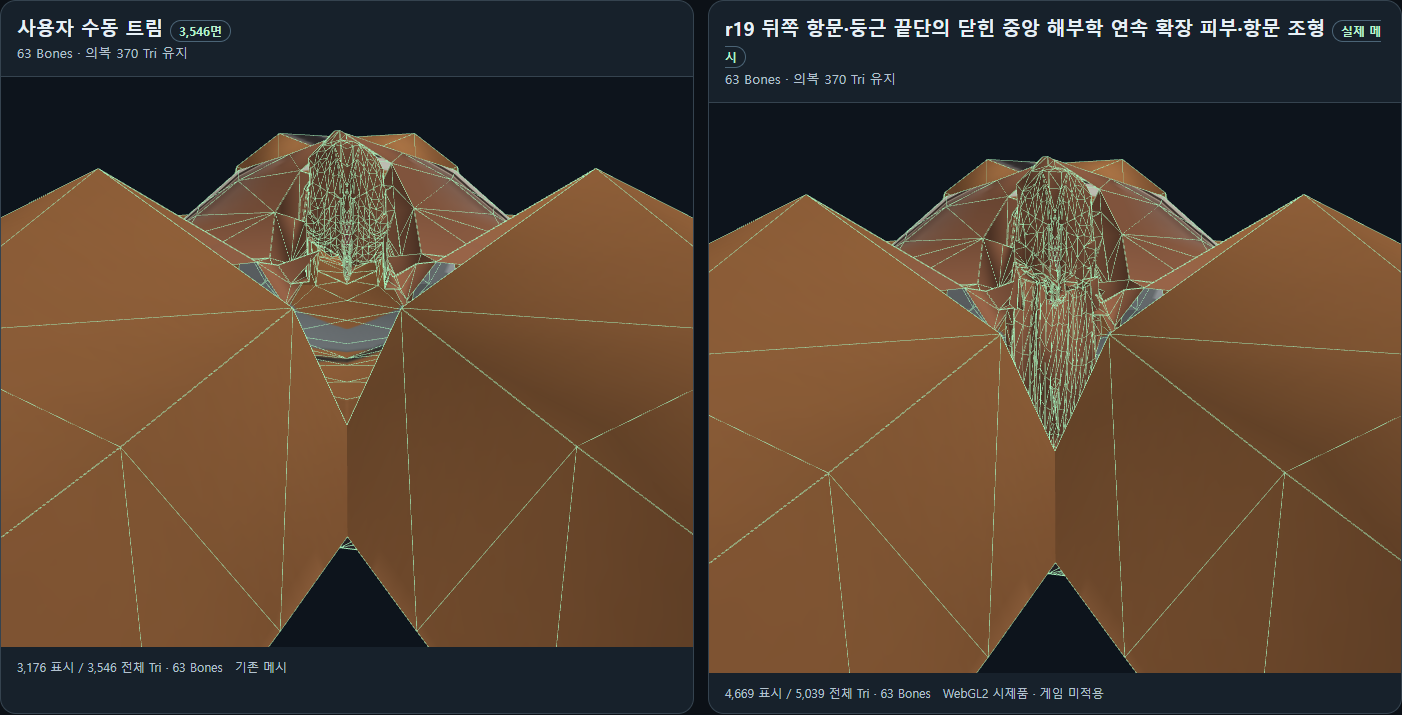 사용자 수동 트림 3,546면
63 Bones · 의복 370 Tri 유지
3,176 표시 / 3,546 전체 Tri · 63 Bones 기존 메시
r19 뒤쪽 항문·둥근 끝단의 닫힌 중앙 해부학 연속 확장 피부·항문 조형 실제 메
시
63 Bones · 의복 370 Tri 유지
4,669 표시 / 5,039 전체 Tri · 63 Bones WebGL2 시제품 · 게임 미적용